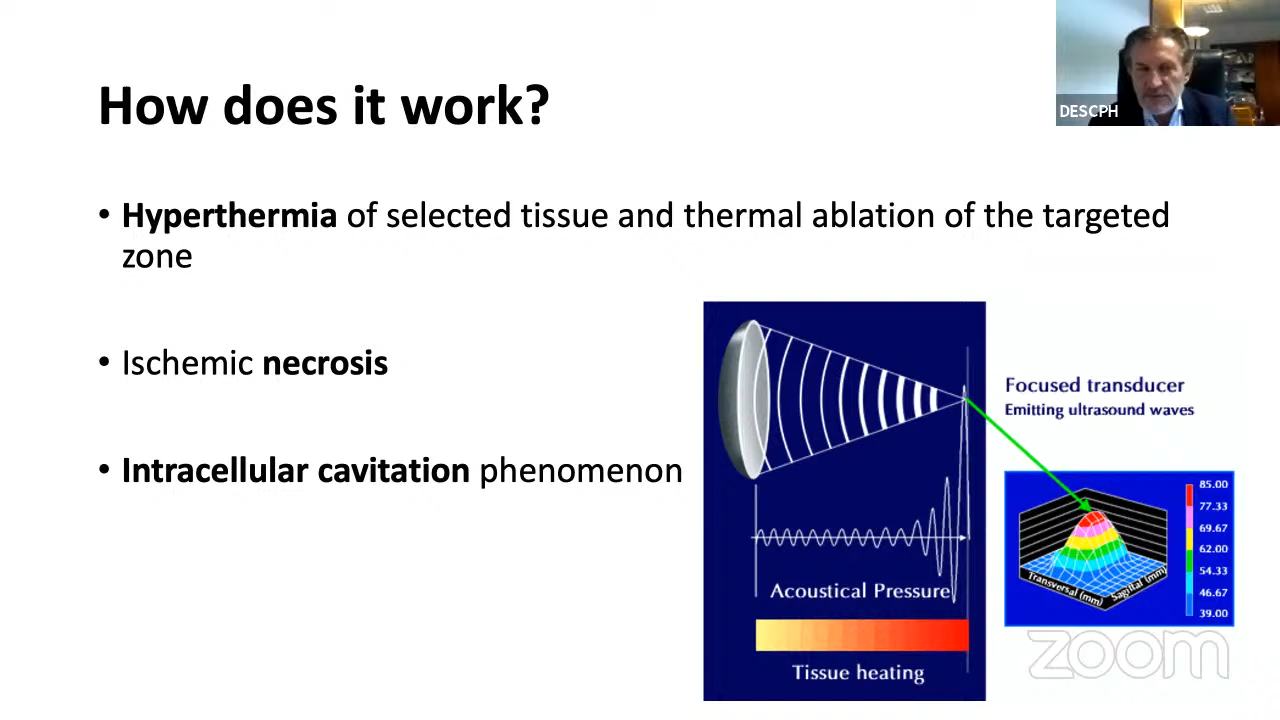 DESCPH
How does it work?
• Hyperthermia of selected tissue and thermal ablation of the targeted
zone
• Ischemic necrosis
• Intracellular cavitation phenomenon
Focused transducer
Emitting ultrasound waves
Acoustical Pressure
Tissue heating
85.00
77.33
69.67
62.00
54.33
46.67
39.00
Transversal (mm)
Sagital (mm)
zoom